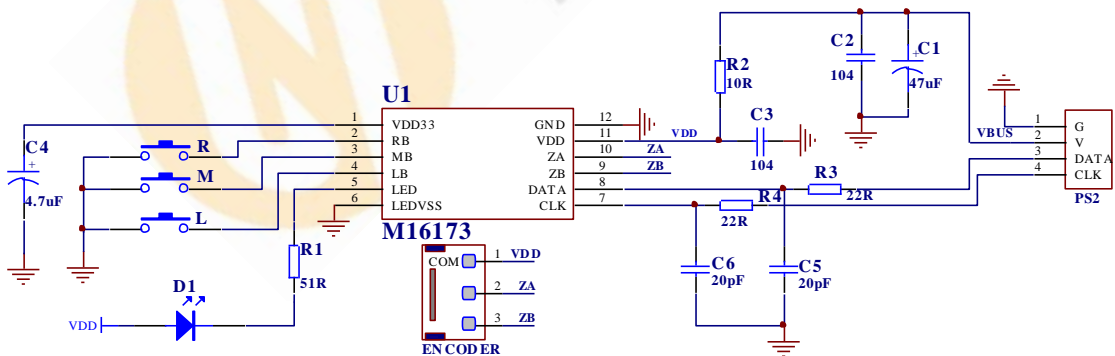 C2
104
C1
47uF
R2
10R
U1
C3
104
VDD
C4
4.7uF
R
M
L
1
2
3
4
5
6
VDD33
RB
MB
LB
LED
LEDVSS
GND
VDD
ZA
ZB
DATA
CLK
12
11
10
9
8
7
ZA
ZB
M16173
VBUS
1
2
3
4
G
V
DATA
CLK
PS2
R3
22R
R4
22R
R1
51R
D1
VDD
COM
1
2
3
VDD
ZA
ZB
ENCODER
C6
20pF
C5
20pF